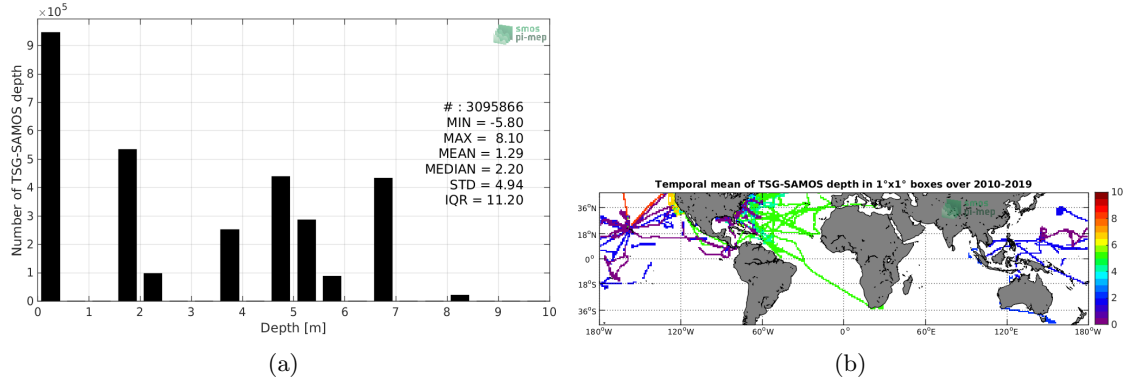 ×10⁵
9
8
7
6
5
4
3
2
1
0
Number of TSG-SAMOS depth
smos
pi-mep
# : 3095866
MIN = -5.80
MAX = 8.10
MEAN = 1.29
MEDIAN = 2.20
STD = 4.94
IQR = 11.20
0 1 2 3 4 5 6 7 8 9 10
Depth [m]
(a)
Temporal mean of TSG-SAMOS depth in 1°x1° boxes over 2010-2019
smos
pi-mep
36°N
18°N
0°
18°S
36°S
180°W 120°W 60°W 0° 60°E 120°E 180°W
10
8
6
4
2
0
(b)